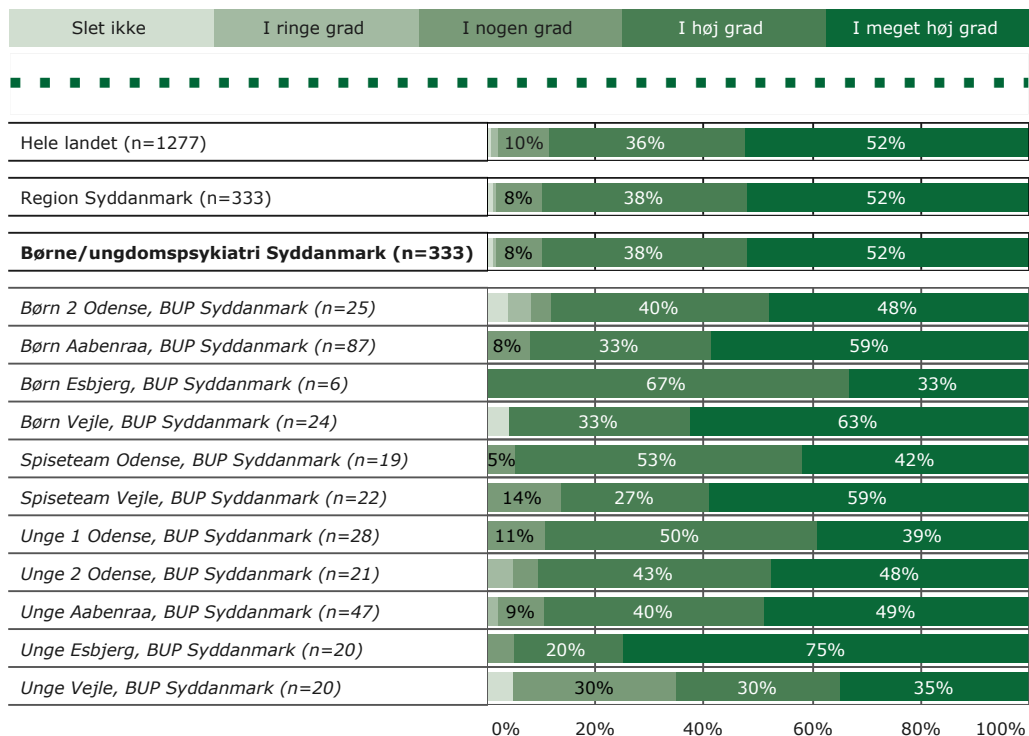 Slet ikke I ringe grad I nogen grad I høj grad I meget høj grad
Hele landet (n=1277) 10% 36% 52%
Region Syddanmark (n=333) 8% 38% 52%
Børne/ungdomspsykiatri Syddanmark (n=333) 8% 38% 52%
Børn 2 Odense, BUP Syddanmark (n=25) 40% 48%
Børn Aabenraa, BUP Syddanmark (n=87) 8% 33% 59%
Børn Esbjerg, BUP Syddanmark (n=6) 67% 33%
Børn Vejle, BUP Syddanmark (n=24) 33% 63%
Spiseteam Odense, BUP Syddanmark (n=19) 5% 53% 42%
Spiseteam Vejle, BUP Syddanmark (n=22) 14% 27% 59%
Unge 1 Odense, BUP Syddanmark (n=28) 11% 50% 39%
Unge 2 Odense, BUP Syddanmark (n=21) 43% 48%
Unge Aabenraa, BUP Syddanmark (n=47) 9% 40% 49%
Unge Esbjerg, BUP Syddanmark (n=20) 20% 75%
Unge Vejle, BUP Syddanmark (n=20) 30% 30% 35%
0% 20% 40% 60% 80% 100%